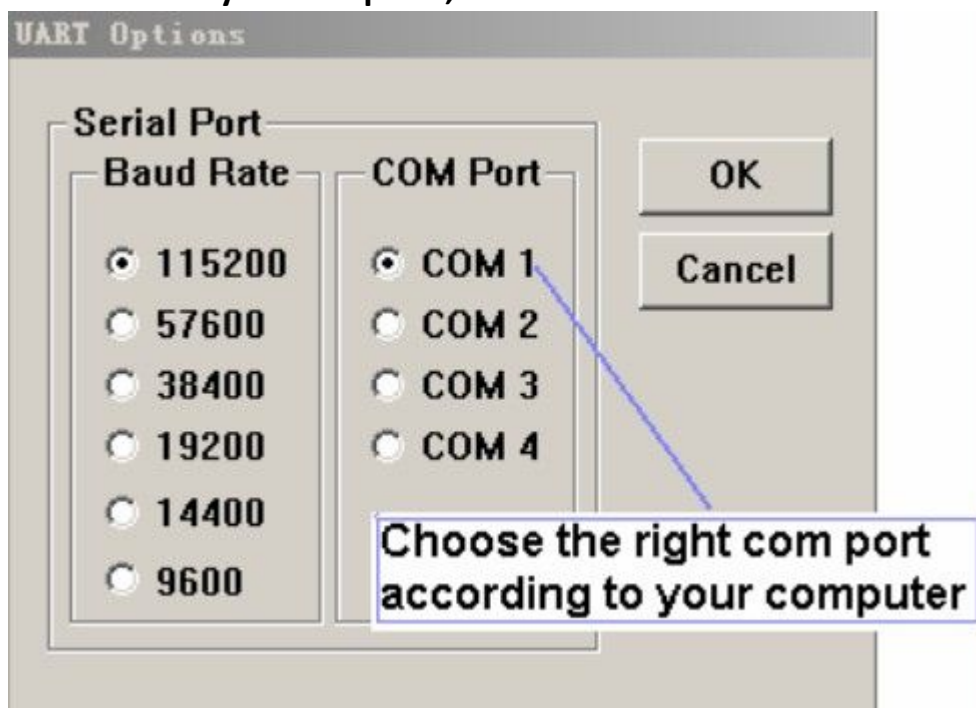 UART Options
Serial Port
Baud Rate
COM Port
OK
Cancel
115200
57600
38400
19200
14400
9600
COM 1
COM 2
COM 3
COM 4
Choose the right com port
according to your computer